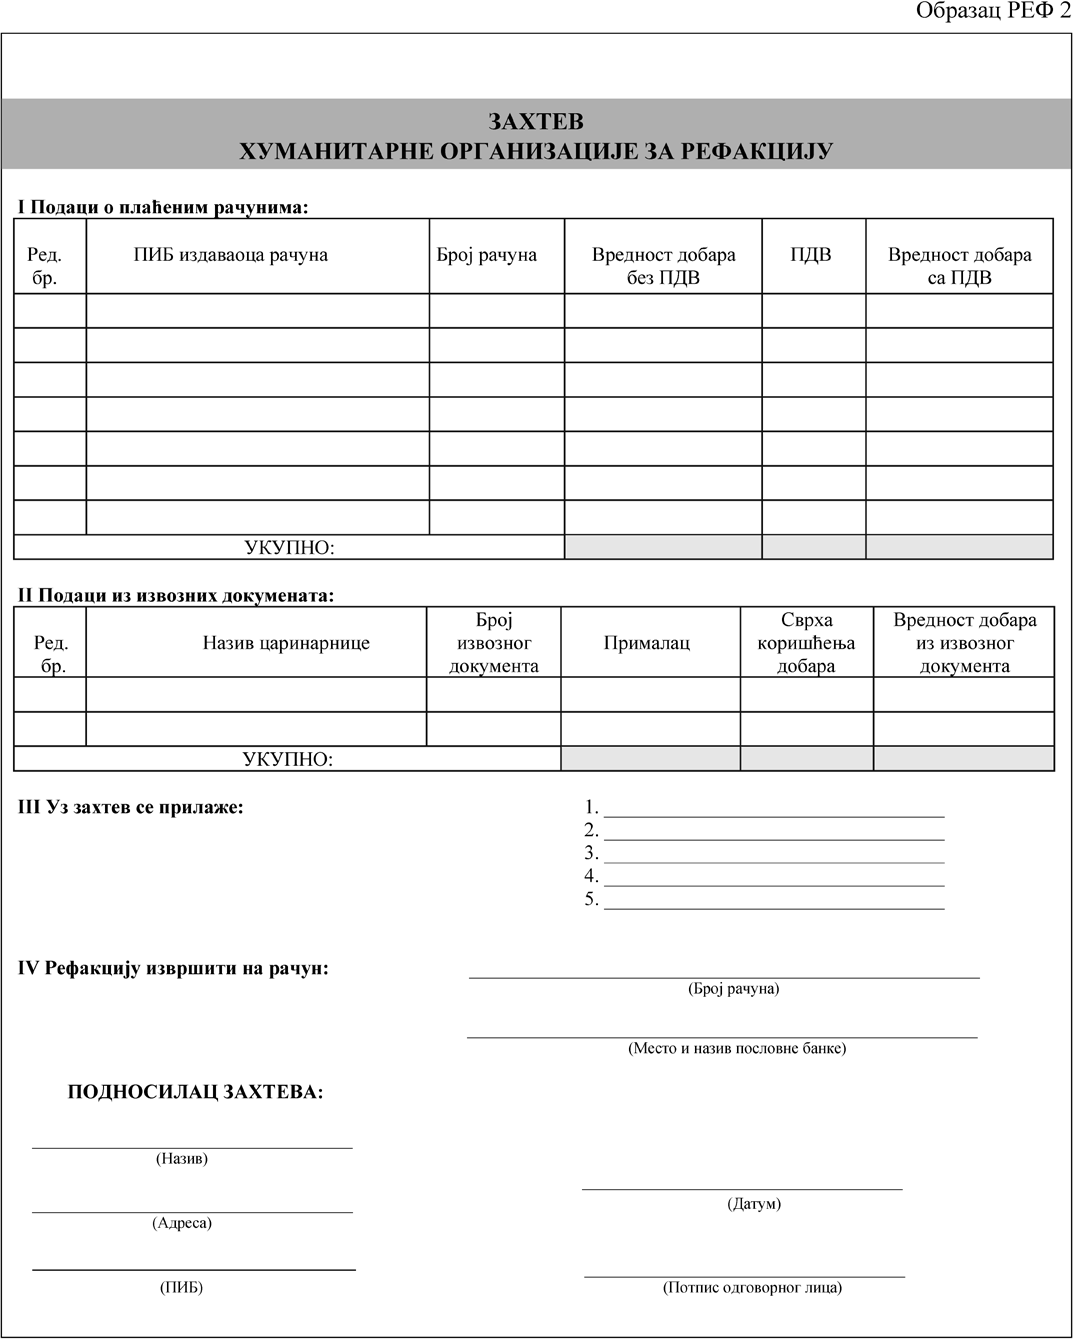 Образац РЕФ 2
ЗАХТЕВ
ХУМАНИТАРНЕ ОРГАНИЗАЦИЈЕ ЗА РЕФАКЦИЈУ
I Подаци о плаћеним рачунима:
Ред. бр.
ПИБ издаваоца рачуна
Број рачуна
Вредност добара без ПДВ
ПДВ
Вредност добара са ПДВ
УКУПНО:
II Подаци из извозних докумената:
Ред. бр.
Назив царинарнице
Број извозног документа
Прималац
Сврха коришћења добара
Вредност добара из извозног документа
УКУПНО:
III Уз захтев се прилаже:
1.
2.
3.
4.
5.
IV Рефакцију извршити на рачун:
(Број рачуна)
(Место и назив пословне банке)
ПОДНОСИЛАЦ ЗАХТЕВА:
(Назив)
(Датум)
(Адреса)
(ПИБ)
(Потпис одговорног лица)